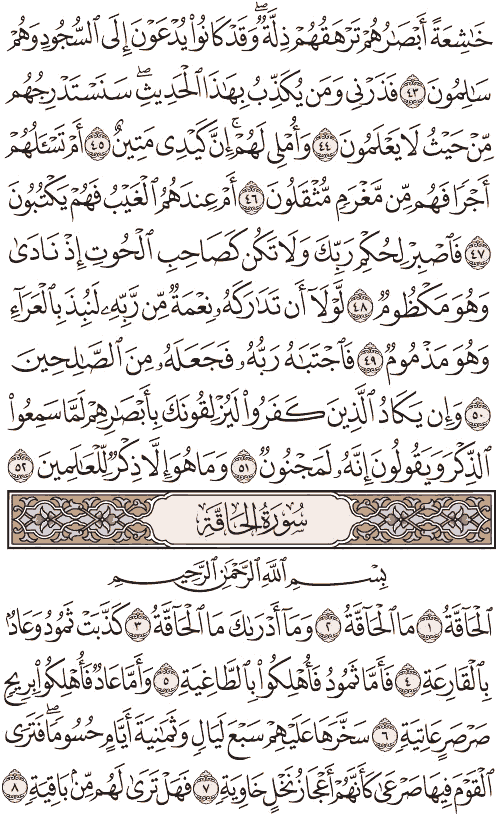 خَٰشِعَةً أَبْصَٰرُهُمْ تَرْهَقُهُمْ ذِلَّةٌۖ وَقَدْ كَانُوا۟ يُدْعَوْنَ إِلَى ٱلسُّجُودِ وَهُمْ
سَٰلِمُونَ ٤٣ فَذَرْنِى وَمَن يُكَذِّبُ بِهَٰذَا ٱلْحَدِيثِۖ سَنَسْتَدْرِجُهُم
مِّنْ حَيْثُ لَا يَعْلَمُونَ ٤٤ وَأُمْلِى لَهُمْۚ إِنَّ كَيْدِى مَتِينٌ ٤٥ أَمْ تَسْـَٔلُهُمْ
أَجْرًا فَهُم مِّن مَّغْرَمٍ مُّثْقَلُونَ ٤٦ أَمْ عِندَهُمُ ٱلْغَيْبُ فَهُمْ يَكْتُبُونَ
٤٧ فَٱصْبِرْ لِحُكْمِ رَبِّكَ وَلَا تَكُن كَصَاحِبِ ٱلْحُوتِ إِذْ نَادَىٰ
وَهُوَ مَكْظُومٌ ٤٨ لَّوْلَآ أَن تَدَٰرَكَهُۥ نِعْمَةٌ مِّن رَّبِّهِۦ لَنُبِذَ بِٱلْعَرَآءِ
وَهُوَ مَذْمُومٌ ٤٩ فَٱجْتَبَٰهُ رَبُّهُۥ فَجَعَلَهُۥ مِنَ ٱلصَّٰلِحِينَ
٥٠ وَإِن يَكَادُ ٱلَّذِينَ كَفَرُوا۟ لَيُزْلِقُونَكَ بِأَبْصَٰرِهِمْ لَمَّا سَمِعُوا۟
ٱلذِّكْرَ وَيَقُولُونَ إِنَّهُۥ لَمَجْنُونٌ ٥١ وَمَا هُوَ إِلَّا ذِكْرٌ لِّلْعَٰلَمِينَ ٥٢
سُورَةُ الحَاقَّةِ
بِسْمِ ٱللَّهِ ٱلرَّحْمَٰنِ ٱلرَّحِيمِ
ٱلْحَآقَّةُ ١ مَا ٱلْحَآقَّةُ ٢ وَمَآ أَدْرَىٰكَ مَا ٱلْحَآقَّةُ ٣ كَذَّبَتْ ثَمُودُ وَعَادٌۢ
بِٱلْقَارِعَةِ ٤ فَأَمَّا ثَمُودُ فَأُهْلِكُوا۟ بِٱلطَّاغِيَةِ ٥ وَأَمَّا عَادٌ فَأُهْلِكُوا۟ بِرِيحٍ
صَرْصَرٍ عَاتِيَةٍ ٦ سَخَّرَهَا عَلَيْهِمْ سَبْعَ لَيَالٍ وَثَمَٰنِيَةَ أَيَّامٍ حُسُومًاۖ فَتَرَى
ٱلْقَوْمَ فِيهَا صَرْعَىٰ كَأَنَّهُمْ أَعْجَازُ نَخْلٍ خَاوِيَةٍ ٧ فَهَلْ تَرَىٰ لَهُم مِّنۢ بَاقِيَةٍ ٨